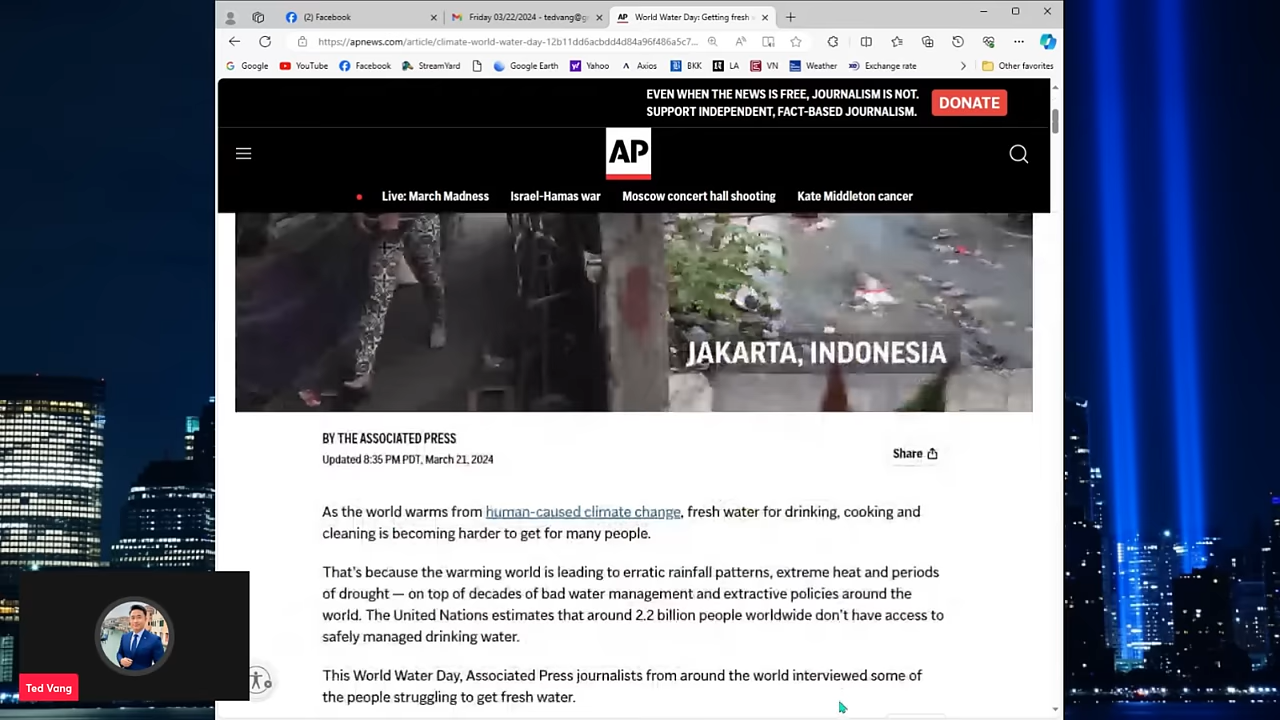 (2) Facebook
Friday 03/22/2024 - tedvang@g
World Water Day: Getting fresh
https://apnews.com/article/climate-world-water-day-12b11dd6acbdd4d84a96f486a5c7...
Google YouTube Facebook StreamYard Google Earth Yahoo Axios BKK LA VN Weather Exchange rate Other favorites
EVEN WHEN THE NEWS IS FREE, JOURNALISM IS NOT.
SUPPORT INDEPENDENT, FACT-BASED JOURNALISM.
DONATE
AP
Live: March Madness Israel-Hamas war Moscow concert hall shooting Kate Middleton cancer
JAKARTA, INDONESIA
BY THE ASSOCIATED PRESS
Updated 8:35 PM PDT, March 21, 2024
Share
As the world warms from human-caused climate change, fresh water for drinking, cooking and
cleaning is becoming harder to get for many people.
That's because the warming world is leading to erratic rainfall patterns, extreme heat and periods
of drought — on top of decades of bad water management and extractive policies around the
world. The United Nations estimates that around 2.2 billion people worldwide don't have access to
safely managed drinking water.
This World Water Day, Associated Press journalists from around the world interviewed some of
the people struggling to get fresh water.
Ted Vang